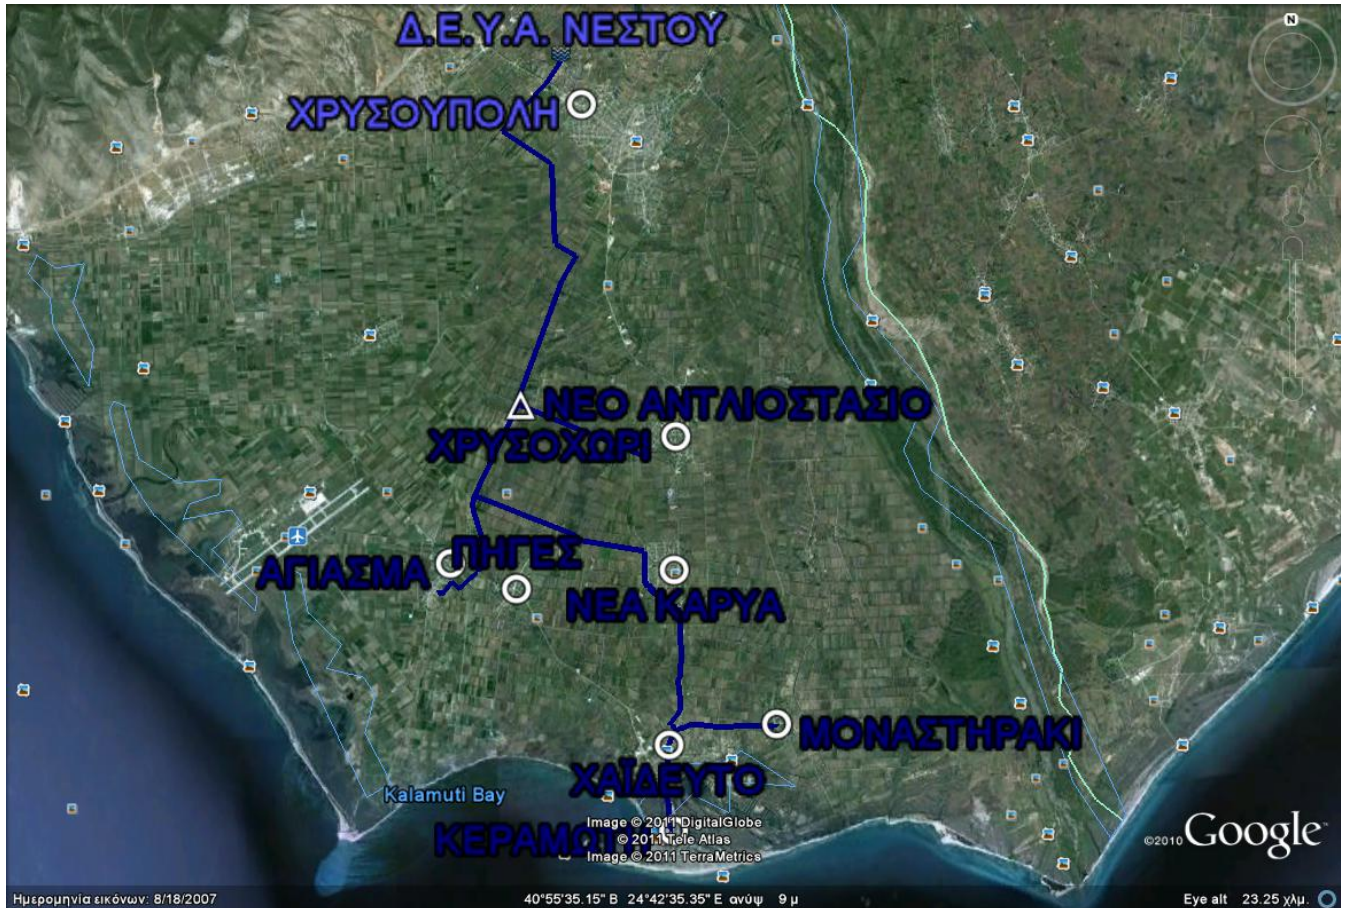 Δ.Ε.Υ.Α. ΝΕΣΤΟΥ
N
ΧΡΥΣΟΥΠΟΛΗ
ΝΕΟ ΑΝΤΛΙΟΣΤΑΣΙΟ
ΧΡΥΣΟΧΩΡΙ
ΠΗΓΕΣ
ΑΓΙΑΣΜΑ
ΝΕΑ ΚΑΡΥΑ
ΜΟΝΑΣΤΗΡΑΚΙ
ΧΑΪΔΕΥΤΟ
Kalamuti Bay
ΚΕΡΑΜΩΤΗ
Image © 2011 DigitalGlobe
© 2011 Tele Atlas
Image © 2011 TerraMetrics
©2010 Google™
Ημερομηνία εικόνων: 8/18/2007
40°55'35.15" Β 24°42'35.35" Ε ανύψ 9 μ
Eye alt 23.25 χλμ.